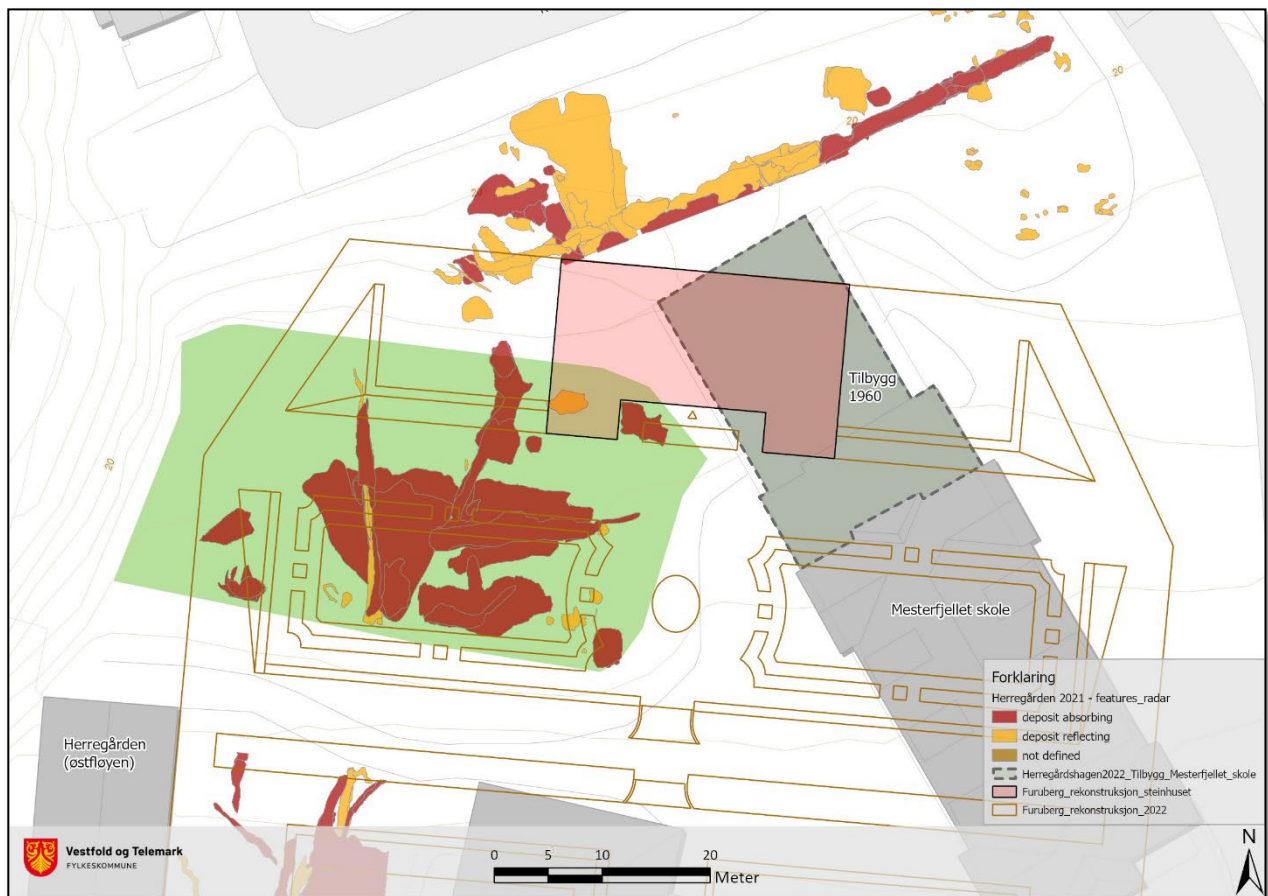 20
20
20
20
Tilbygg
1960
Mesterfjellet skole
Herregården
(østfløyen)
Forklaring
Herregården 2021 - features_radar
deposit absorbing
deposit reflecting
not defined
Herregårdshagen2022_Tilbygg_Mesterfjellet_skole
Furuberg_rekonstruksjon_steinhuset
Furuberg_rekonstruksjon_2022
Vestfold og Telemark
FYLKESKOMMUNE
0 5 10 20
Meter
N